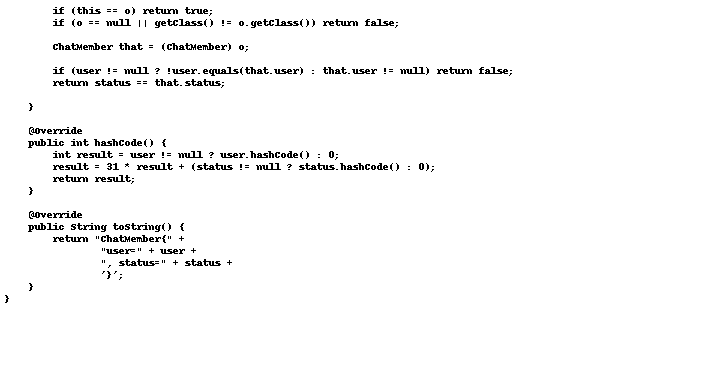 if (this == o) return true;
if (o == null || getClass() != o.getClass()) return false;
ChatMember that = (ChatMember) o;
if (user != null ? !user.equals(that.user) : that.user != null) return false;
return status == that.status;
}
@Override
public int hashCode() {
int result = user != null ? user.hashCode() : 0;
result = 31 * result + (status != null ? status.hashCode() : 0);
return result;
}
@Override
public String toString() {
return "ChatMember{" +
"user=" + user +
", status=" + status +
'}';
}
}